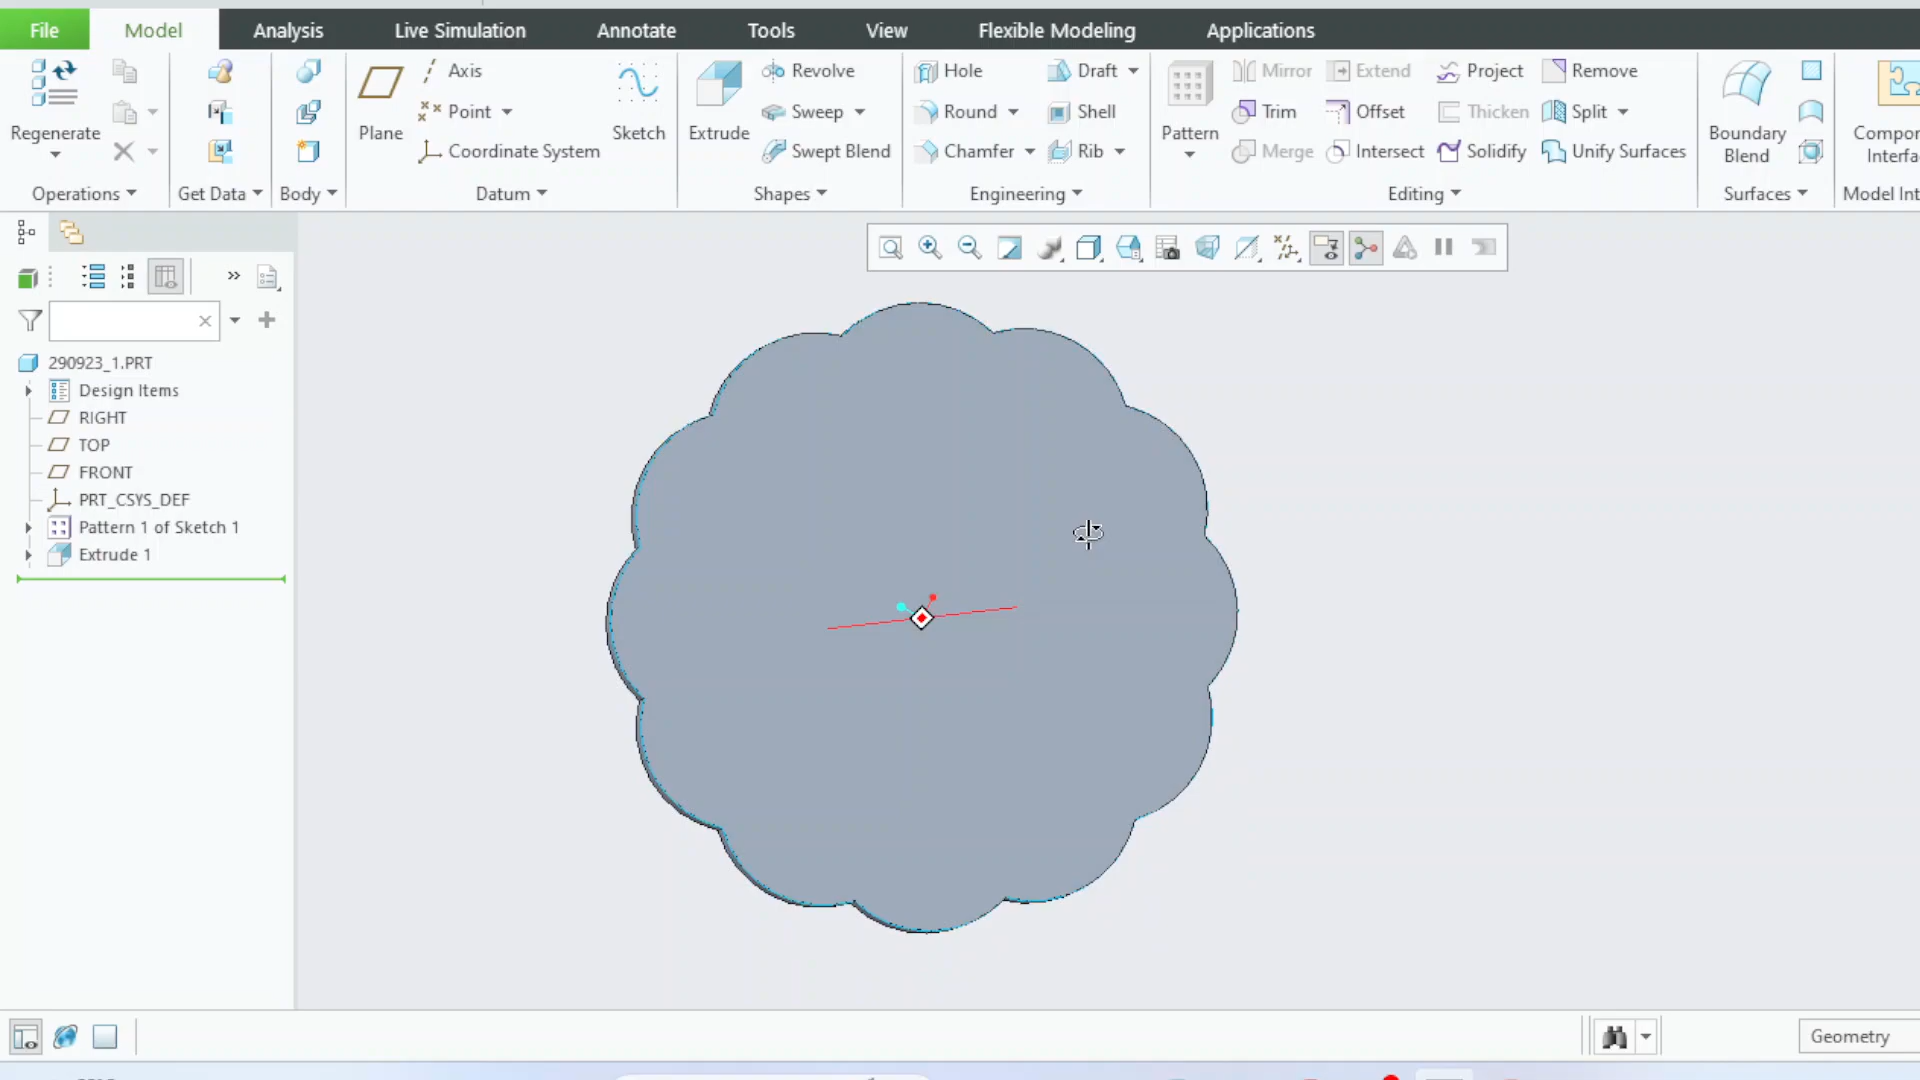 File Model Analysis Live Simulation Annotate Tools View Flexible Modeling Applications
Regenerate
Operations
Get Data
Body
Plane
Axis
Point
Coordinate System
Sketch
Datum
Extrude
Revolve
Sweep
Swept Blend
Shapes
Hole
Round
Chamfer
Draft
Shell
Rib
Engineering
Pattern
Mirror
Trim
Merge
Extend
Offset
Intersect
Project
Thicken
Solidify
Remove
Split
Unify Surfaces
Editing
Boundary
Blend
Surfaces
Compon
Interfa
Model Int
290923_1.PRT
Design Items
RIGHT
TOP
FRONT
PRT_CSYS_DEF
Pattern 1 of Sketch 1
Extrude 1
Geometry